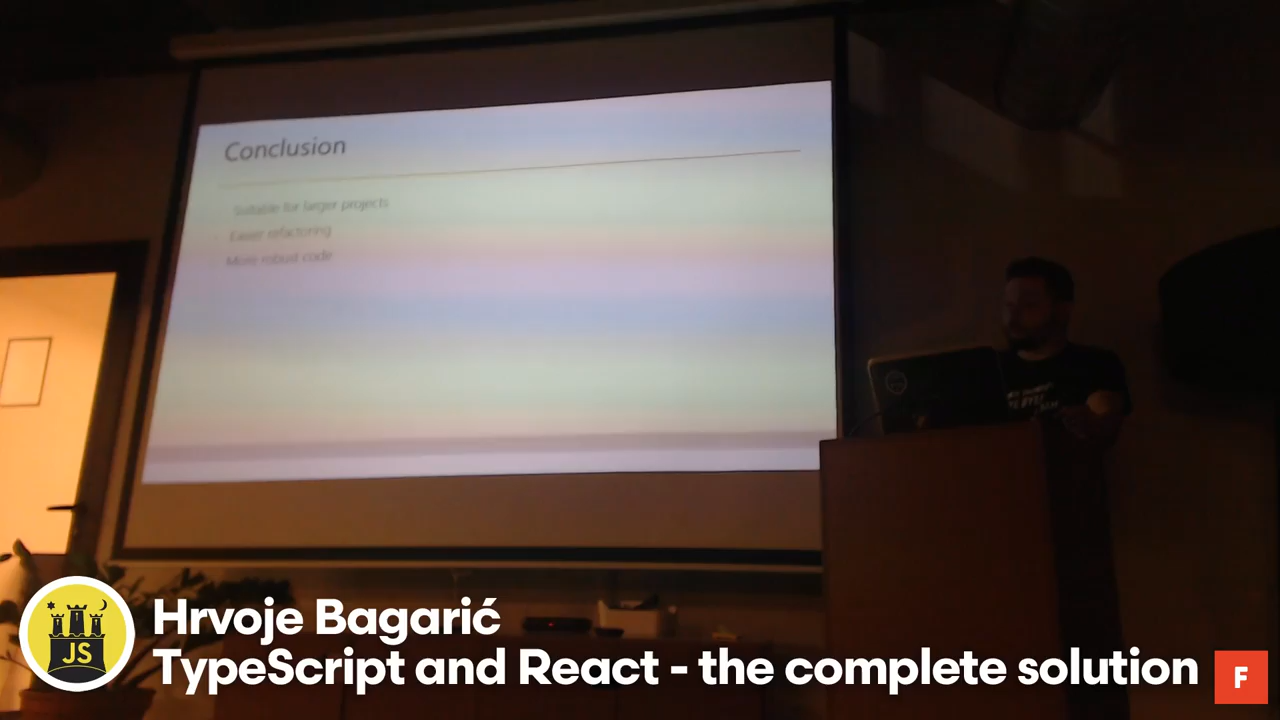 Conclusion
Suitable for larger projects
Easier refactoring
More robust code
JS
Hrvoje Bagarić
TypeScript and React - the complete solution
F